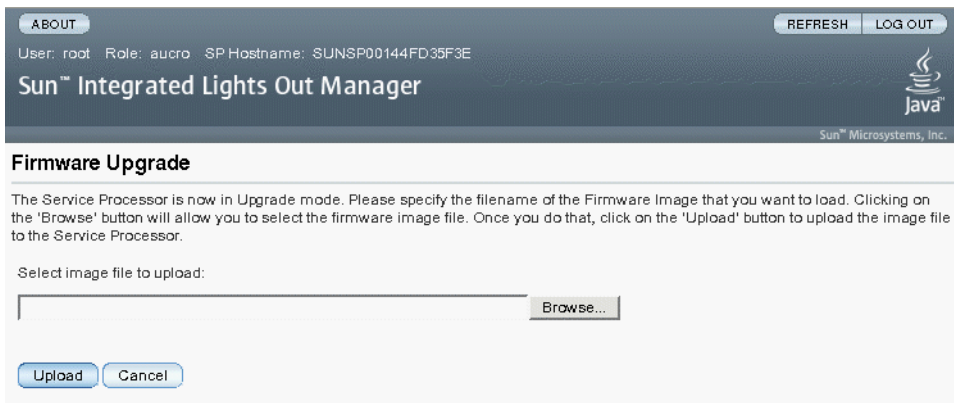 ABOUT
REFRESH LOG OUT
User: root Role: aucro SP Hostname: SUNSP00144FD35F3E
Sun™ Integrated Lights Out Manager
Java™
Sun™ Microsystems, Inc.
Firmware Upgrade
The Service Processor is now in Upgrade mode. Please specify the filename of the Firmware Image that you want to load. Clicking on
the 'Browse' button will allow you to select the firmware image file. Once you do that, click on the 'Upload' button to upload the image file
to the Service Processor.
Select image file to upload:
Browse...
Upload Cancel